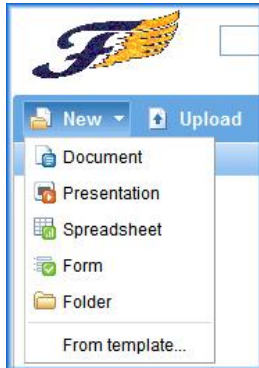 New Upload
Document
Presentation
Spreadsheet
Form
Folder
From template...